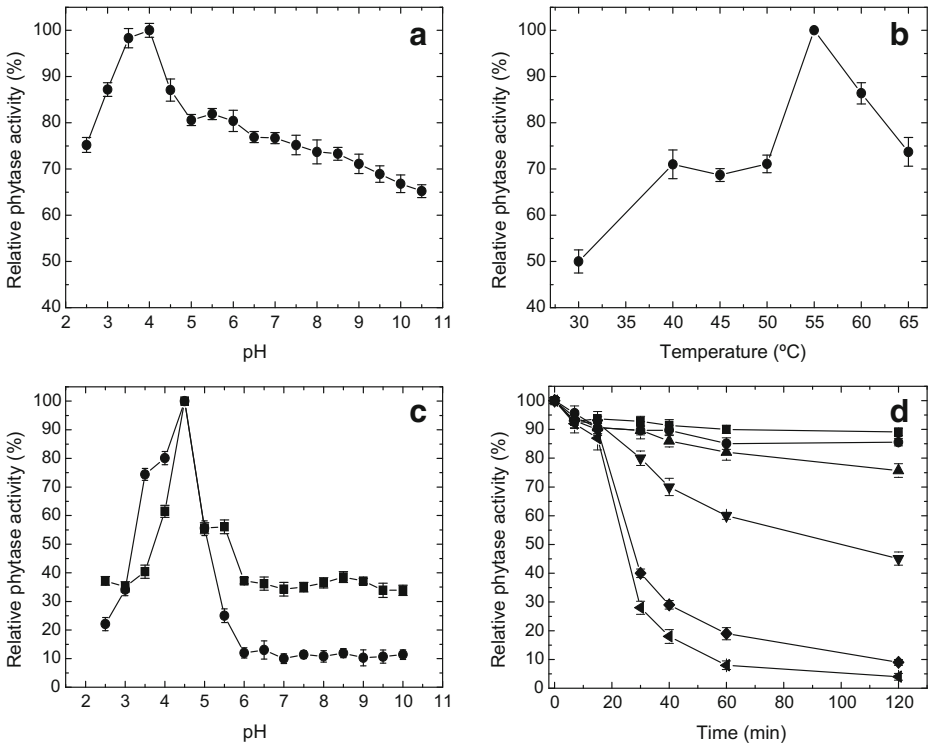 a
100
90
80
70
60
50
40
Relative phytase activity (%)
2 3 4 5 6 7 8 9 10 11
pH
b
100
90
80
70
60
50
40
Relative phytase activity (%)
30 35 40 45 50 55 60 65
Temperature (ºC)
c
100
90
80
70
60
50
40
30
20
10
0
Relative phytase activity (%)
2 3 4 5 6 7 8 9 10 11
pH
d
100
90
80
70
60
50
40
30
20
10
0
Relative phytase activity (%)
0 20 40 60 80 100 120
Time (min)